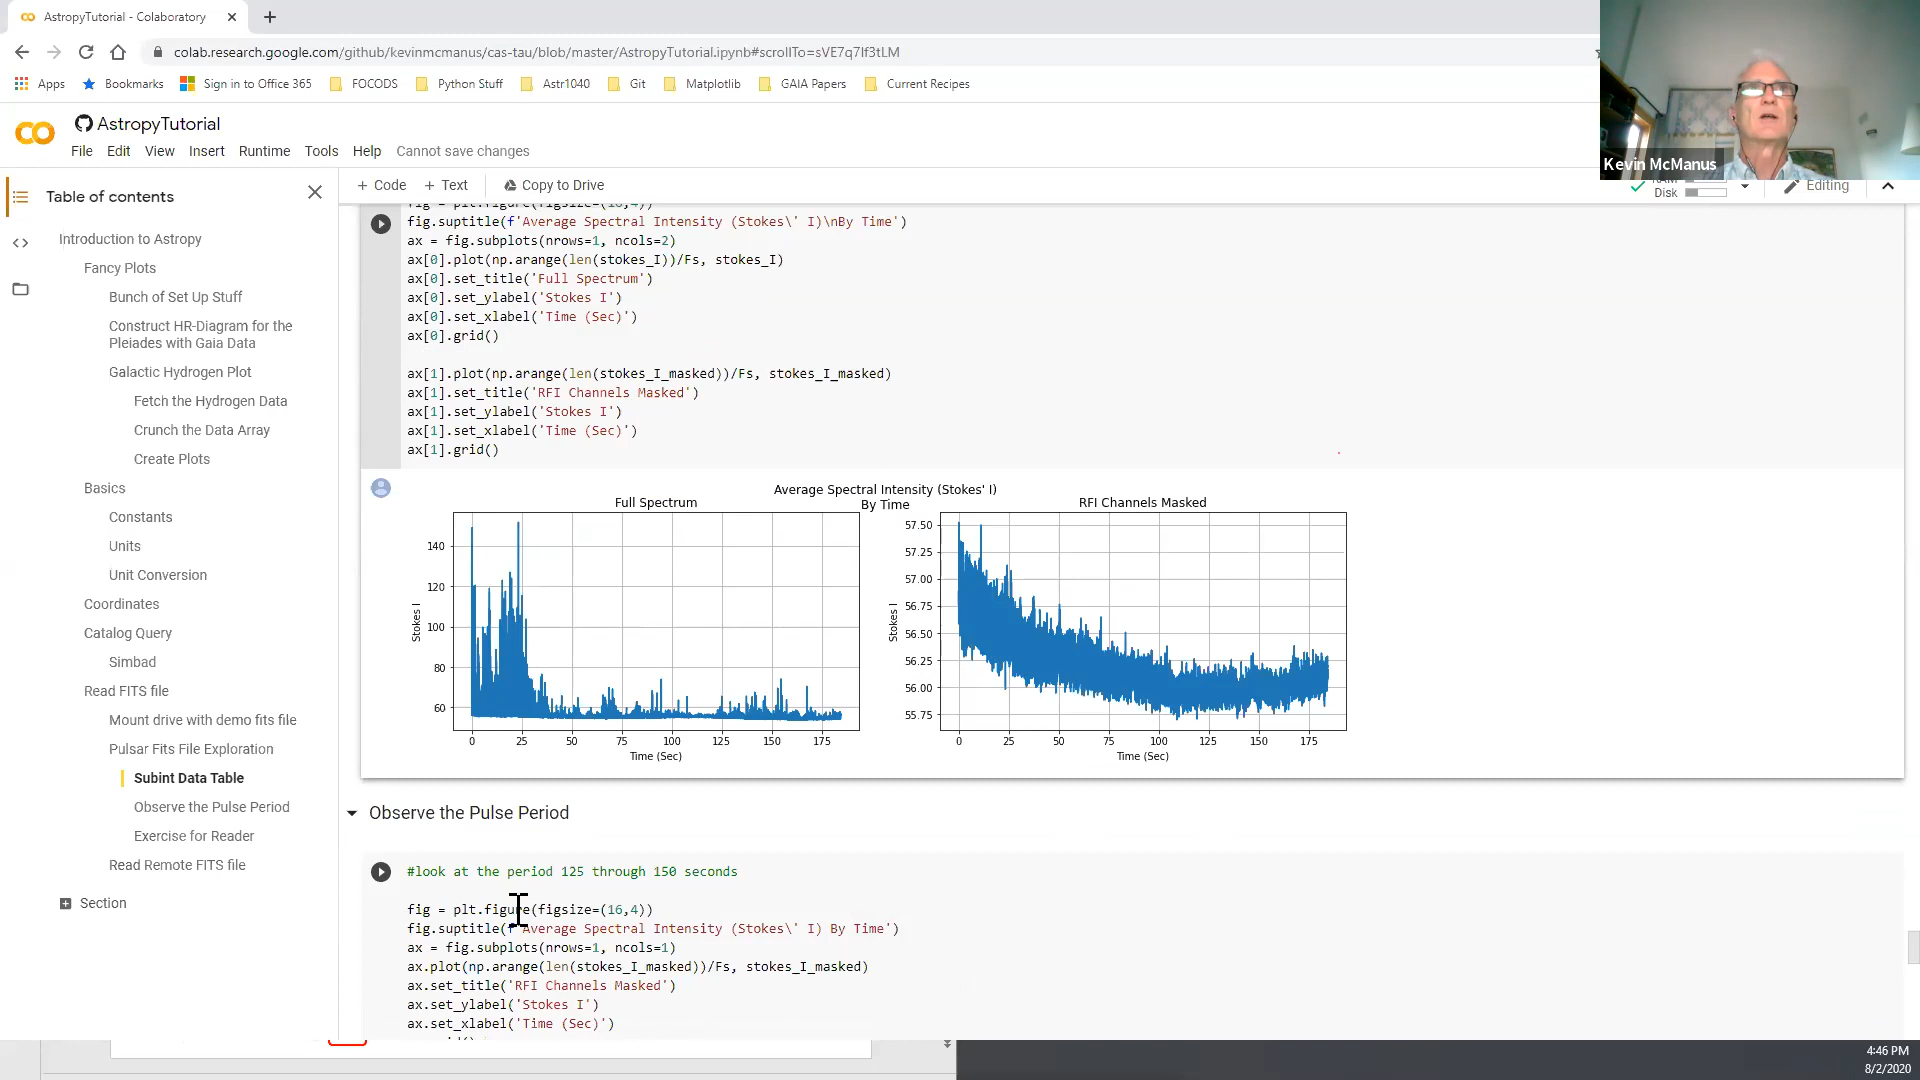 AstropyTutorial - Colaboratory
colab.research.google.com/github/kevinmcmanus/cas-tau/blob/master/AstropyTutorial.ipynb#scrollTo=sVE7q7If3tLM
Apps Bookmarks Sign in to Office 365 FOCODS Python Stuff Astr1040 Git Matplotlib GAIA Papers Current Recipes
Kevin McManus
AstropyTutorial
File Edit View Insert Runtime Tools Help Cannot save changes
+ Code + Text Copy to Drive
Disk
Editing
Table of contents
Introduction to Astropy
Fancy Plots
Bunch of Set Up Stuff
Construct HR-Diagram for the
Pleiades with Gaia Data
Galactic Hydrogen Plot
Fetch the Hydrogen Data
Crunch the Data Array
Create Plots
Basics
Constants
Units
Unit Conversion
Coordinates
Catalog Query
Simbad
Read FITS file
Mount drive with demo fits file
Pulsar Fits File Exploration
Subint Data Table
Observe the Pulse Period
Exercise for Reader
Read Remote FITS file
Section
fig = plt.figure(figsize=(16,4))
fig.suptitle(f'Average Spectral Intensity (Stokes\' I)\nBy Time')
ax = fig.subplots(nrows=1, ncols=2)
ax[0].plot(np.arange(len(stokes_I))/Fs, stokes_I)
ax[0].set_title('Full Spectrum')
ax[0].set_ylabel('Stokes I')
ax[0].set_xlabel('Time (Sec)')
ax[0].grid()
ax[1].plot(np.arange(len(stokes_I_masked))/Fs, stokes_I_masked)
ax[1].set_title('RFI Channels Masked')
ax[1].set_ylabel('Stokes I')
ax[1].set_xlabel('Time (Sec)')
ax[1].grid()
Average Spectral Intensity (Stokes' I)
By Time
Full Spectrum
140
120
100
80
60
Stokes I
0 25 50 75 100 125 150 175
Time (Sec)
RFI Channels Masked
57.50
57.25
57.00
56.75
56.50
56.25
56.00
55.75
Stokes I
0 25 50 75 100 125 150 175
Time (Sec)
Observe the Pulse Period
#look at the period 125 through 150 seconds
fig = plt.figure(figsize=(16,4))
fig.suptitle(f'Average Spectral Intensity (Stokes\' I) By Time')
ax = fig.subplots(nrows=1, ncols=1)
ax.plot(np.arange(len(stokes_I_masked))/Fs, stokes_I_masked)
ax.set_title('RFI Channels Masked')
ax.set_ylabel('Stokes I')
ax.set_xlabel('Time (Sec)')
4:46 PM
8/2/2020